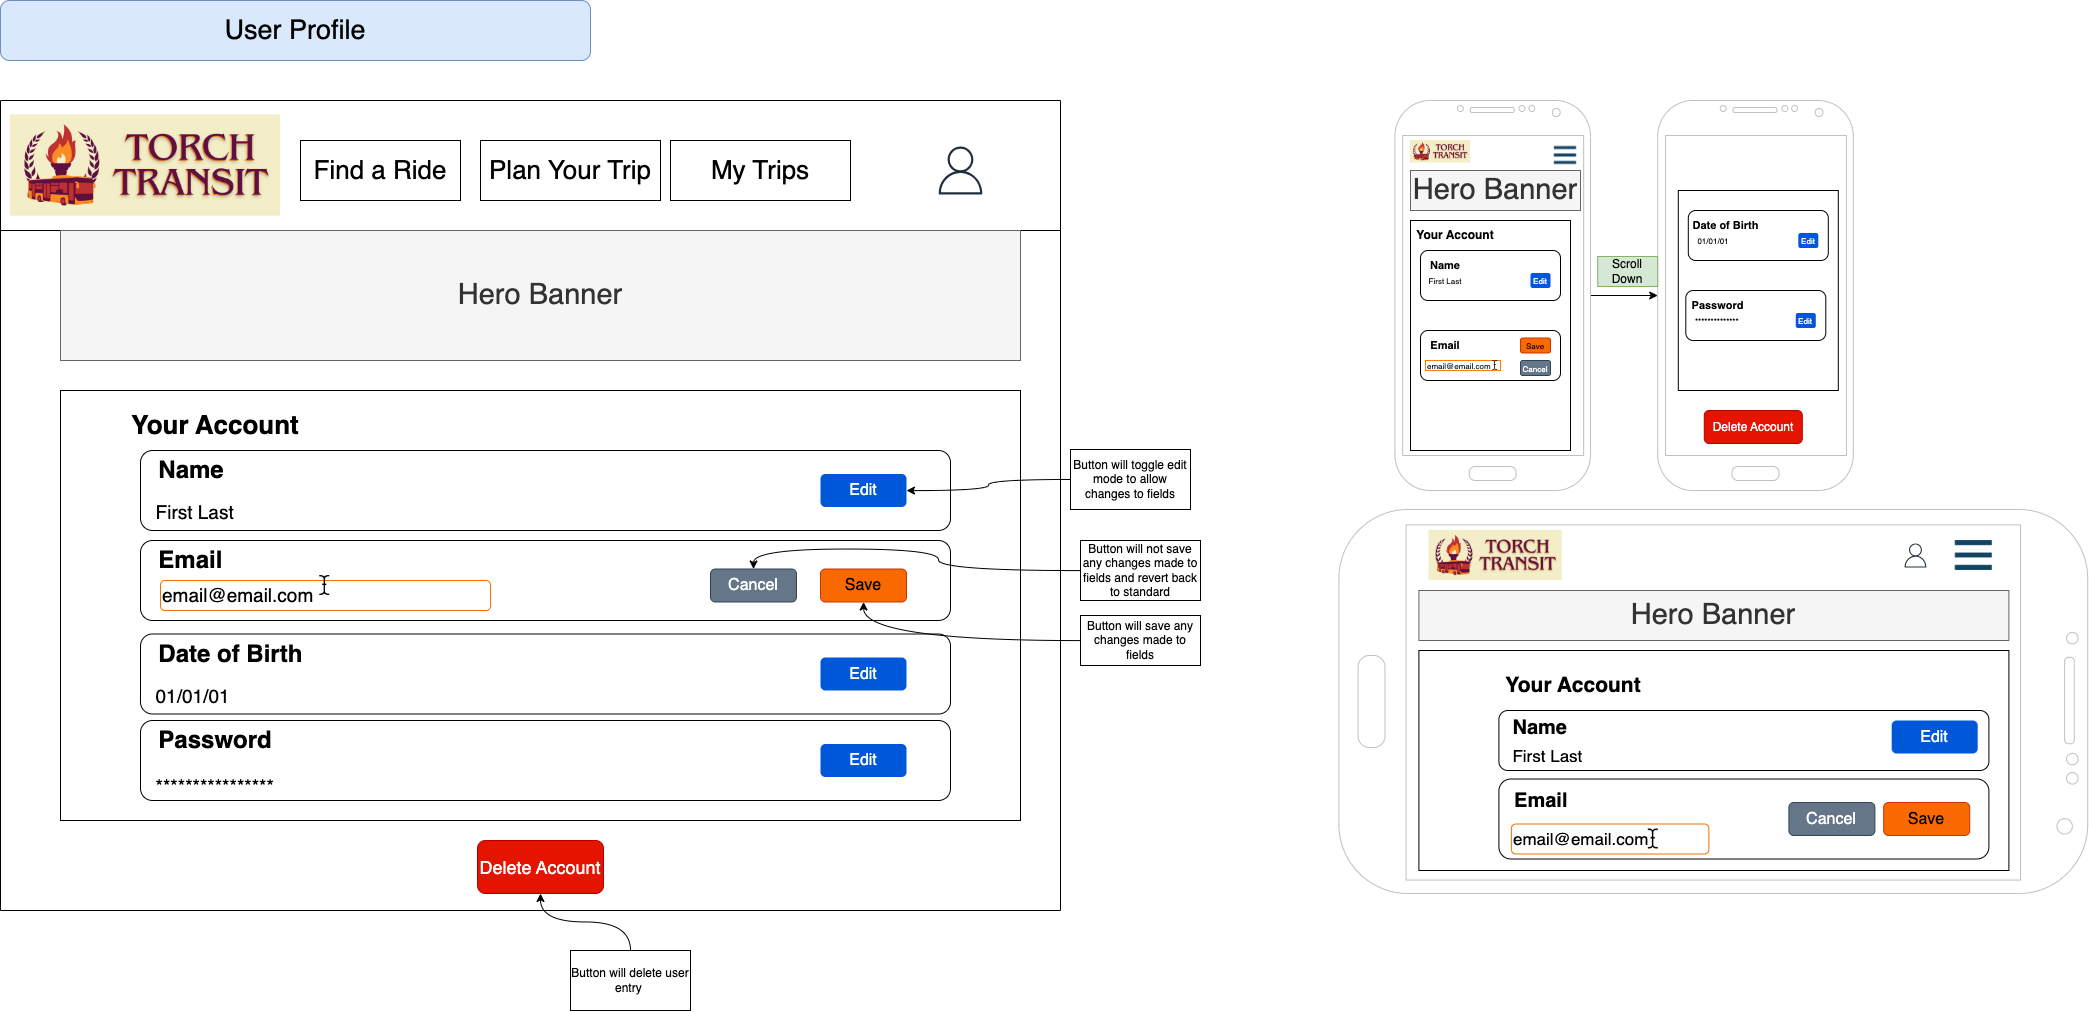 User Profile
TORCH
TRANSIT
Find a Ride
Plan Your Trip
My Trips
Hero Banner
Your Account
Name
First Last
Edit
Email
email@email.com
Cancel
Save
Date of Birth
01/01/01
Edit
Password
****************
Edit
Delete Account
Button will toggle edit
mode to allow
changes to fields
Button will not save
any changes made to
fields and revert back
to standard
Button will save any
changes made to
fields
Button will delete user
entry
TORCH
TRANSIT
Hero Banner
Your Account
Name
First Last
Edit
Email
email@email.com
Save
Cancel
Scroll
Down
Date of Birth
01/01/01
Edit
Password
**************
Edit
Delete Account
TORCH
TRANSIT
Hero Banner
Your Account
Name
First Last
Edit
Email
email@email.com
Cancel
Save